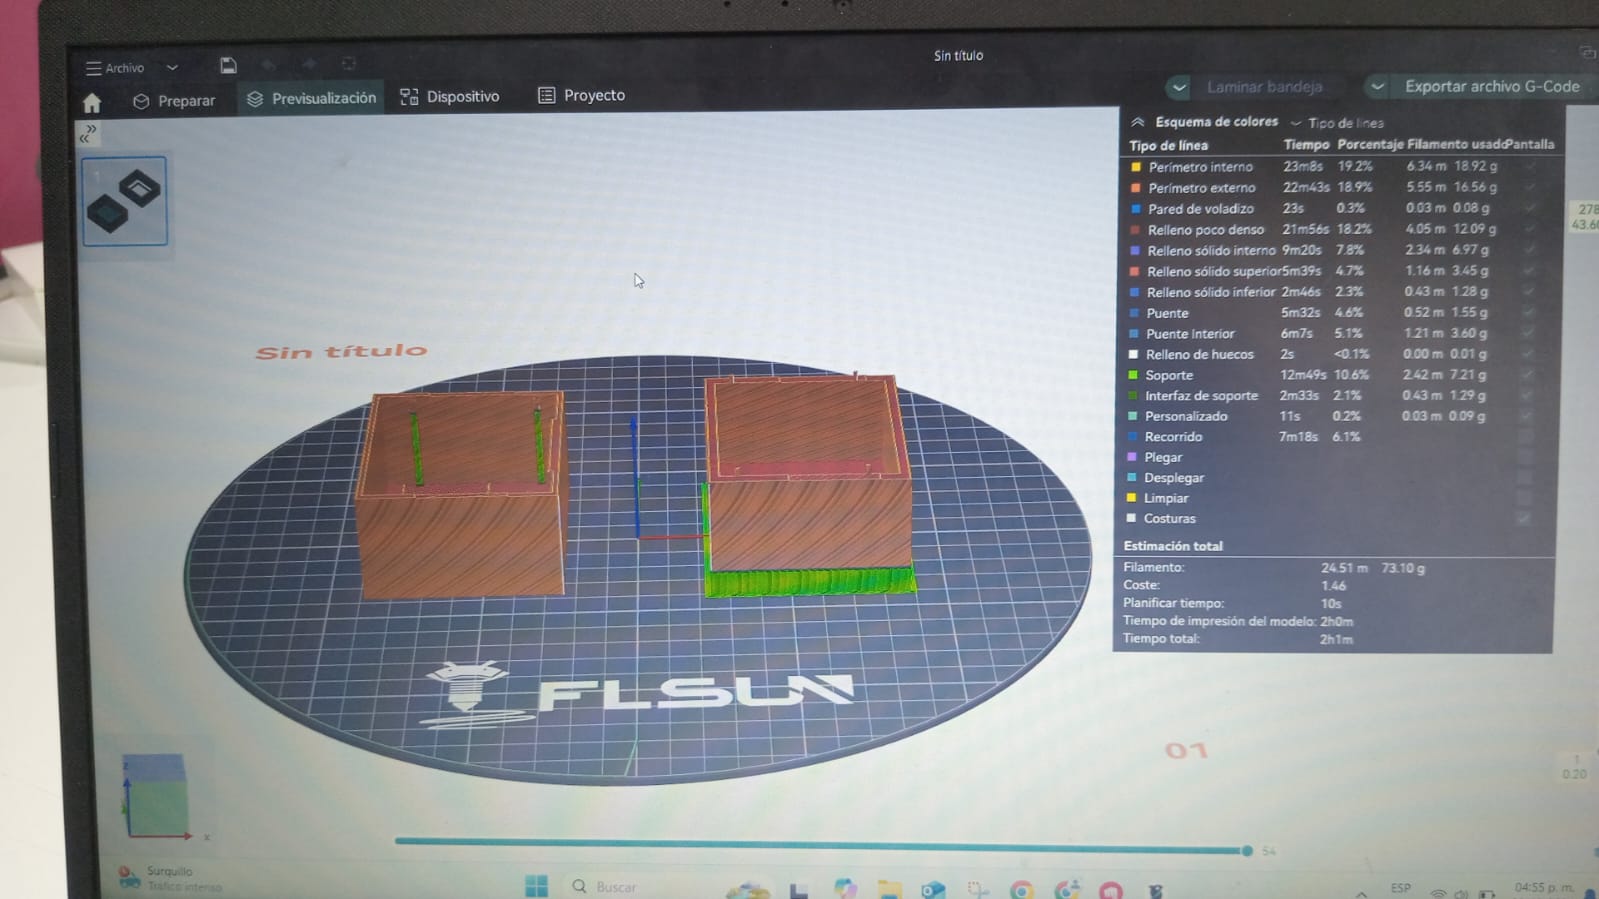 Sin título
Archivo
Preparar Previsualización Dispositivo Proyecto
Laminar bandeja Exportar archivo G-Code
1
Esquema de colores Tipo de línea
Tipo de línea Tiempo Porcentaje Filamento usado Pantalla
Perímetro interno 23m8s 19.2% 6.34 m 18.92 g
Perímetro externo 22m43s 18.9% 5.55 m 16.56 g
Pared de voladizo 23s 0.3% 0.03 m 0.08 g
Relleno poco denso 21m56s 18.2% 4.05 m 12.09 g
Relleno sólido interno 9m20s 7.8% 2.34 m 6.97 g
Relleno sólido superior 5m39s 4.7% 1.16 m 3.45 g
Relleno sólido inferior 2m46s 2.3% 0.43 m 1.28 g
Puente 5m32s 4.6% 0.52 m 1.55 g
Puente Interior 6m7s 5.1% 1.21 m 3.60 g
Relleno de huecos 2s <0.1% 0.00 m 0.01 g
Soporte 12m49s 10.6% 2.42 m 7.21 g
Interfaz de soporte 2m33s 2.1% 0.43 m 1.29 g
Personalizado 11s 0.2% 0.03 m 0.09 g
Recorrido 7m18s 6.1%
Plegar
Desplegar
Limpiar
Costuras
Estimación total
Filamento: 24.51 m 73.10 g
Coste: 1.46
Planificar tiempo: 10s
Tiempo de impresión del modelo: 2h0m
Tiempo total: 2h1m
278
43.60
Sin título
FLSUN
01
1
0.20
z
x
54
Surquillo
Tráfico intenso
Buscar
ESP
04:55 p. m.